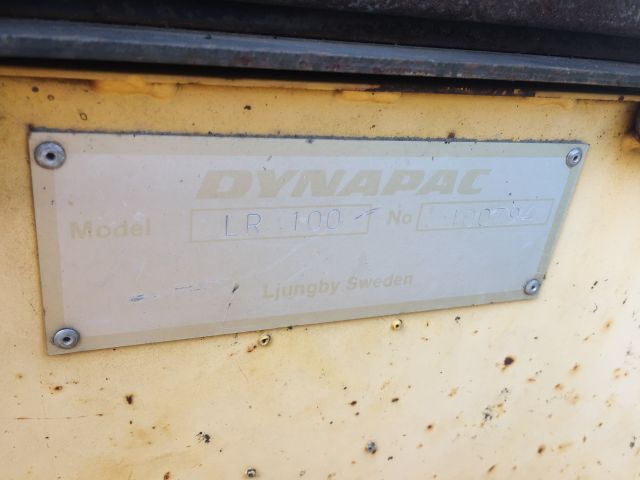 DYNAPAC
Model LR 100 No
Ljungby Sweden